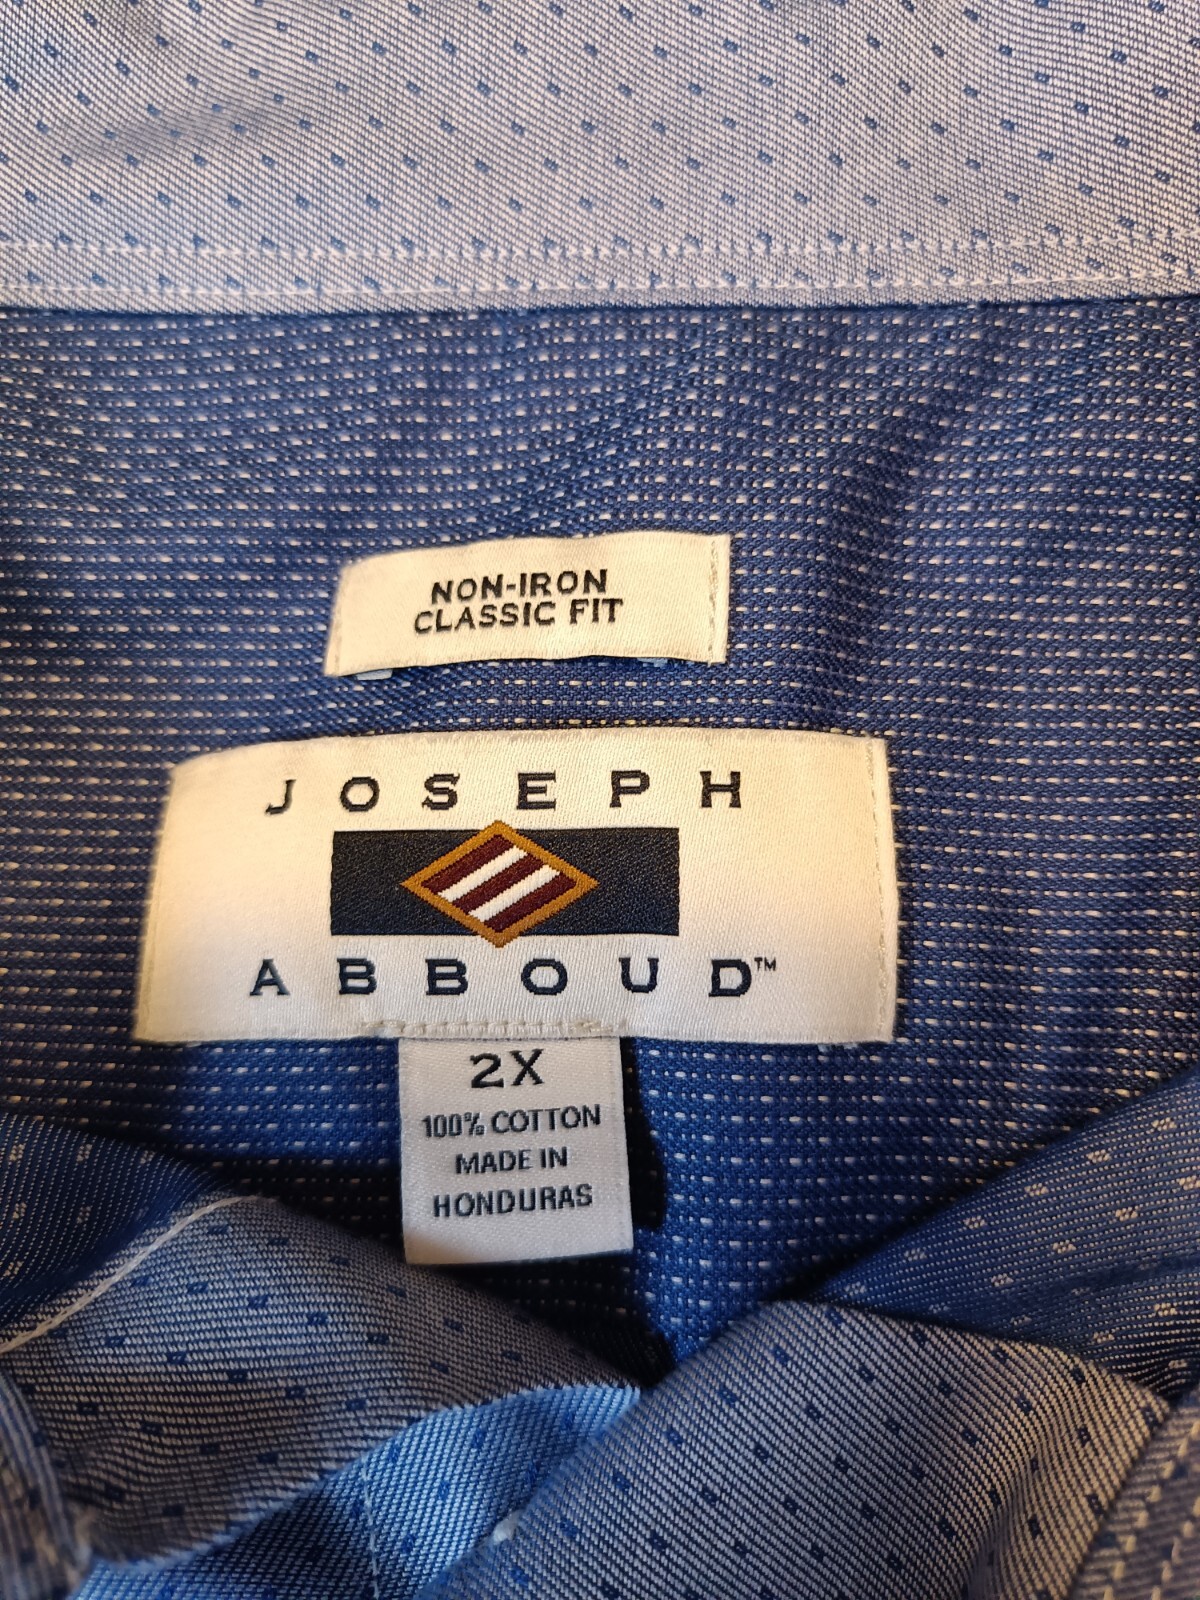 NON-IRON
CLASSIC FIT
JOSEPH
ABBOUD™
2X
100% COTTON
MADE IN
HONDURAS